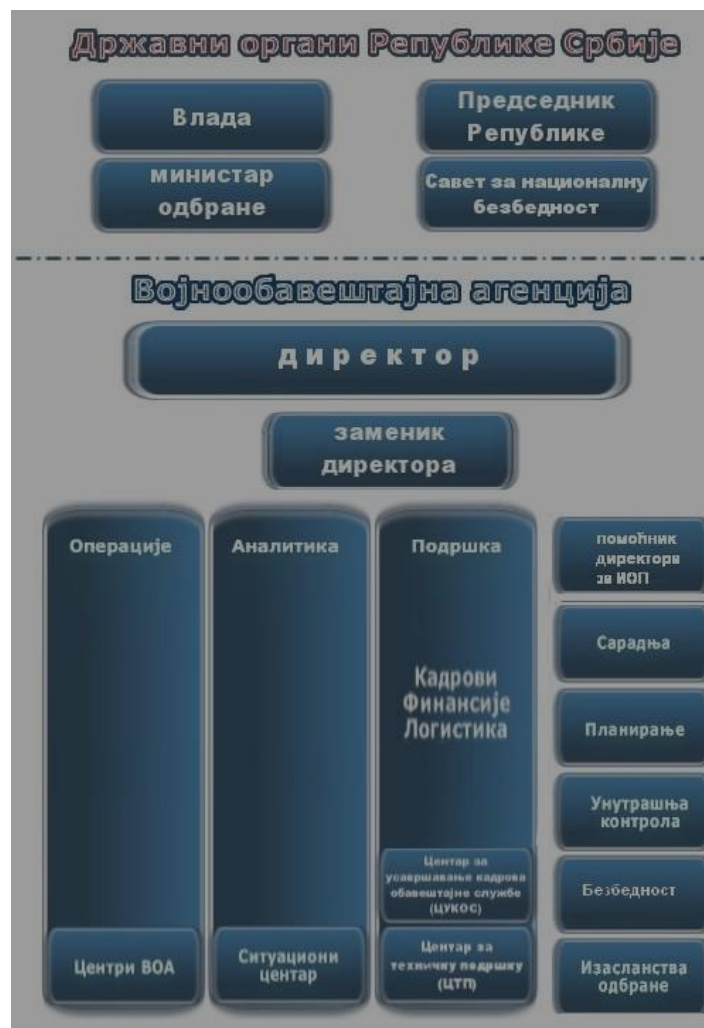 Државни органи Републике Србије
Влада
Председник
Републике
министар
одбране
Савет за националну
безбедност
Војнообавештајна агенција
директор
заменик
директора
Операције
Аналитика
Подршка
Кадрови
Финансије
Логистика
Центар за
усавршавање кадрова
обавештајне службе
(ЦУКОС)
Центри ВОА
Ситуациони
центар
Центар за
техничку подршку
(ЦТП)
помоћник
директора
за ИОП
Сарадња
Планирање
Унутрашња
контрола
Безбедност
Изасланства
одбране